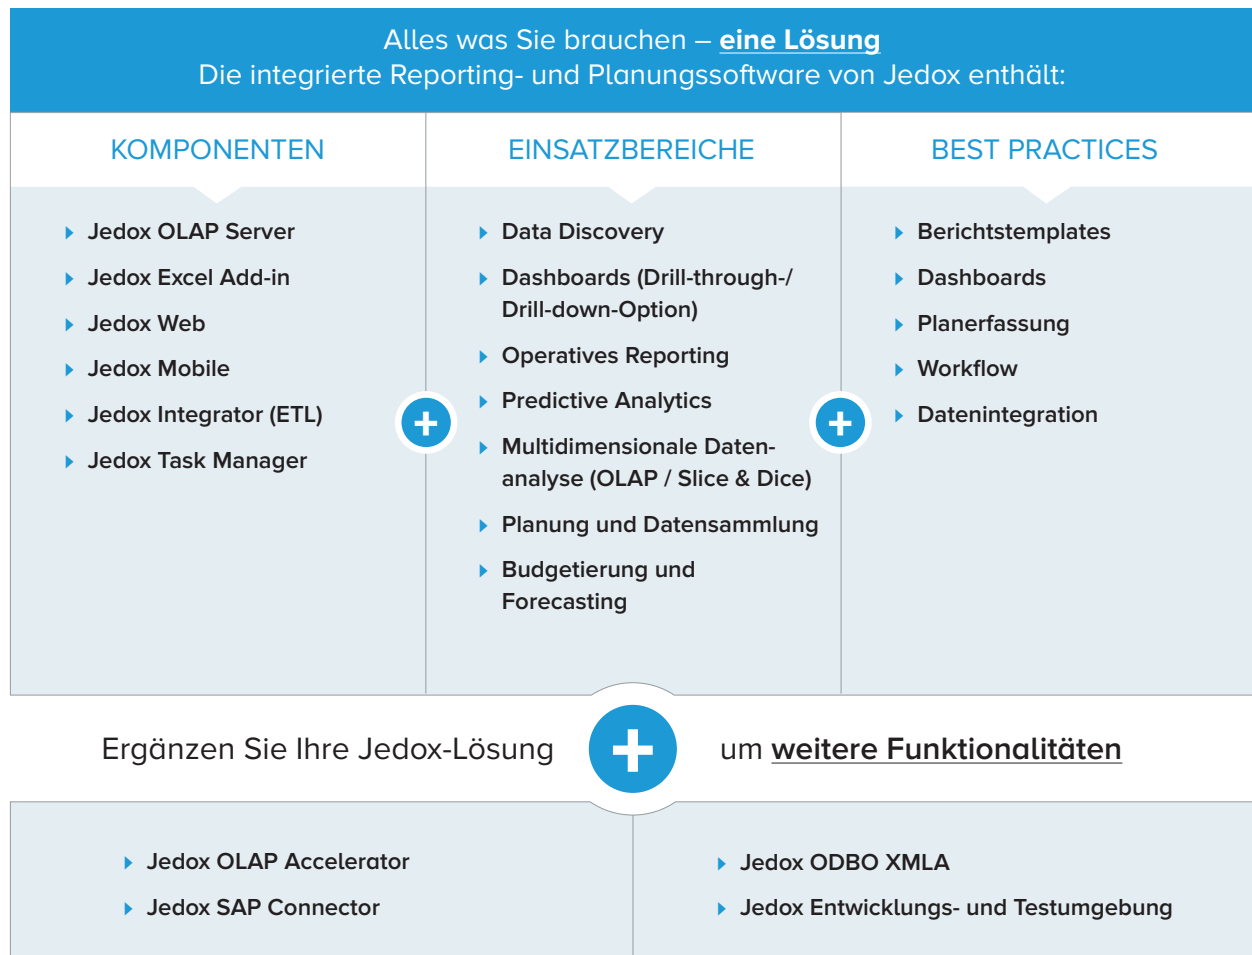 Alles was Sie brauchen – eine Lösung
Die integrierte Reporting- und Planungssoftware von Jedox enthält:
KOMPONENTEN
Jedox OLAP Server
Jedox Excel Add-in
Jedox Web
Jedox Mobile
Jedox Integrator (ETL)
Jedox Task Manager
EINSATZBEREICHE
Data Discovery
Dashboards (Drill-through-/
Drill-down-Option)
Operatives Reporting
Predictive Analytics
Multidimensionale Daten-
analyse (OLAP / Slice & Dice)
Planung und Datensammlung
Budgetierung und
Forecasting
BEST PRACTICES
Berichtstemplates
Dashboards
Planerfassung
Workflow
Datenintegration
Ergänzen Sie Ihre Jedox-Lösung + um weitere Funktionalitäten
Jedox OLAP Accelerator
Jedox SAP Connector
Jedox ODBO XMLA
Jedox Entwicklungs- und Testumgebung